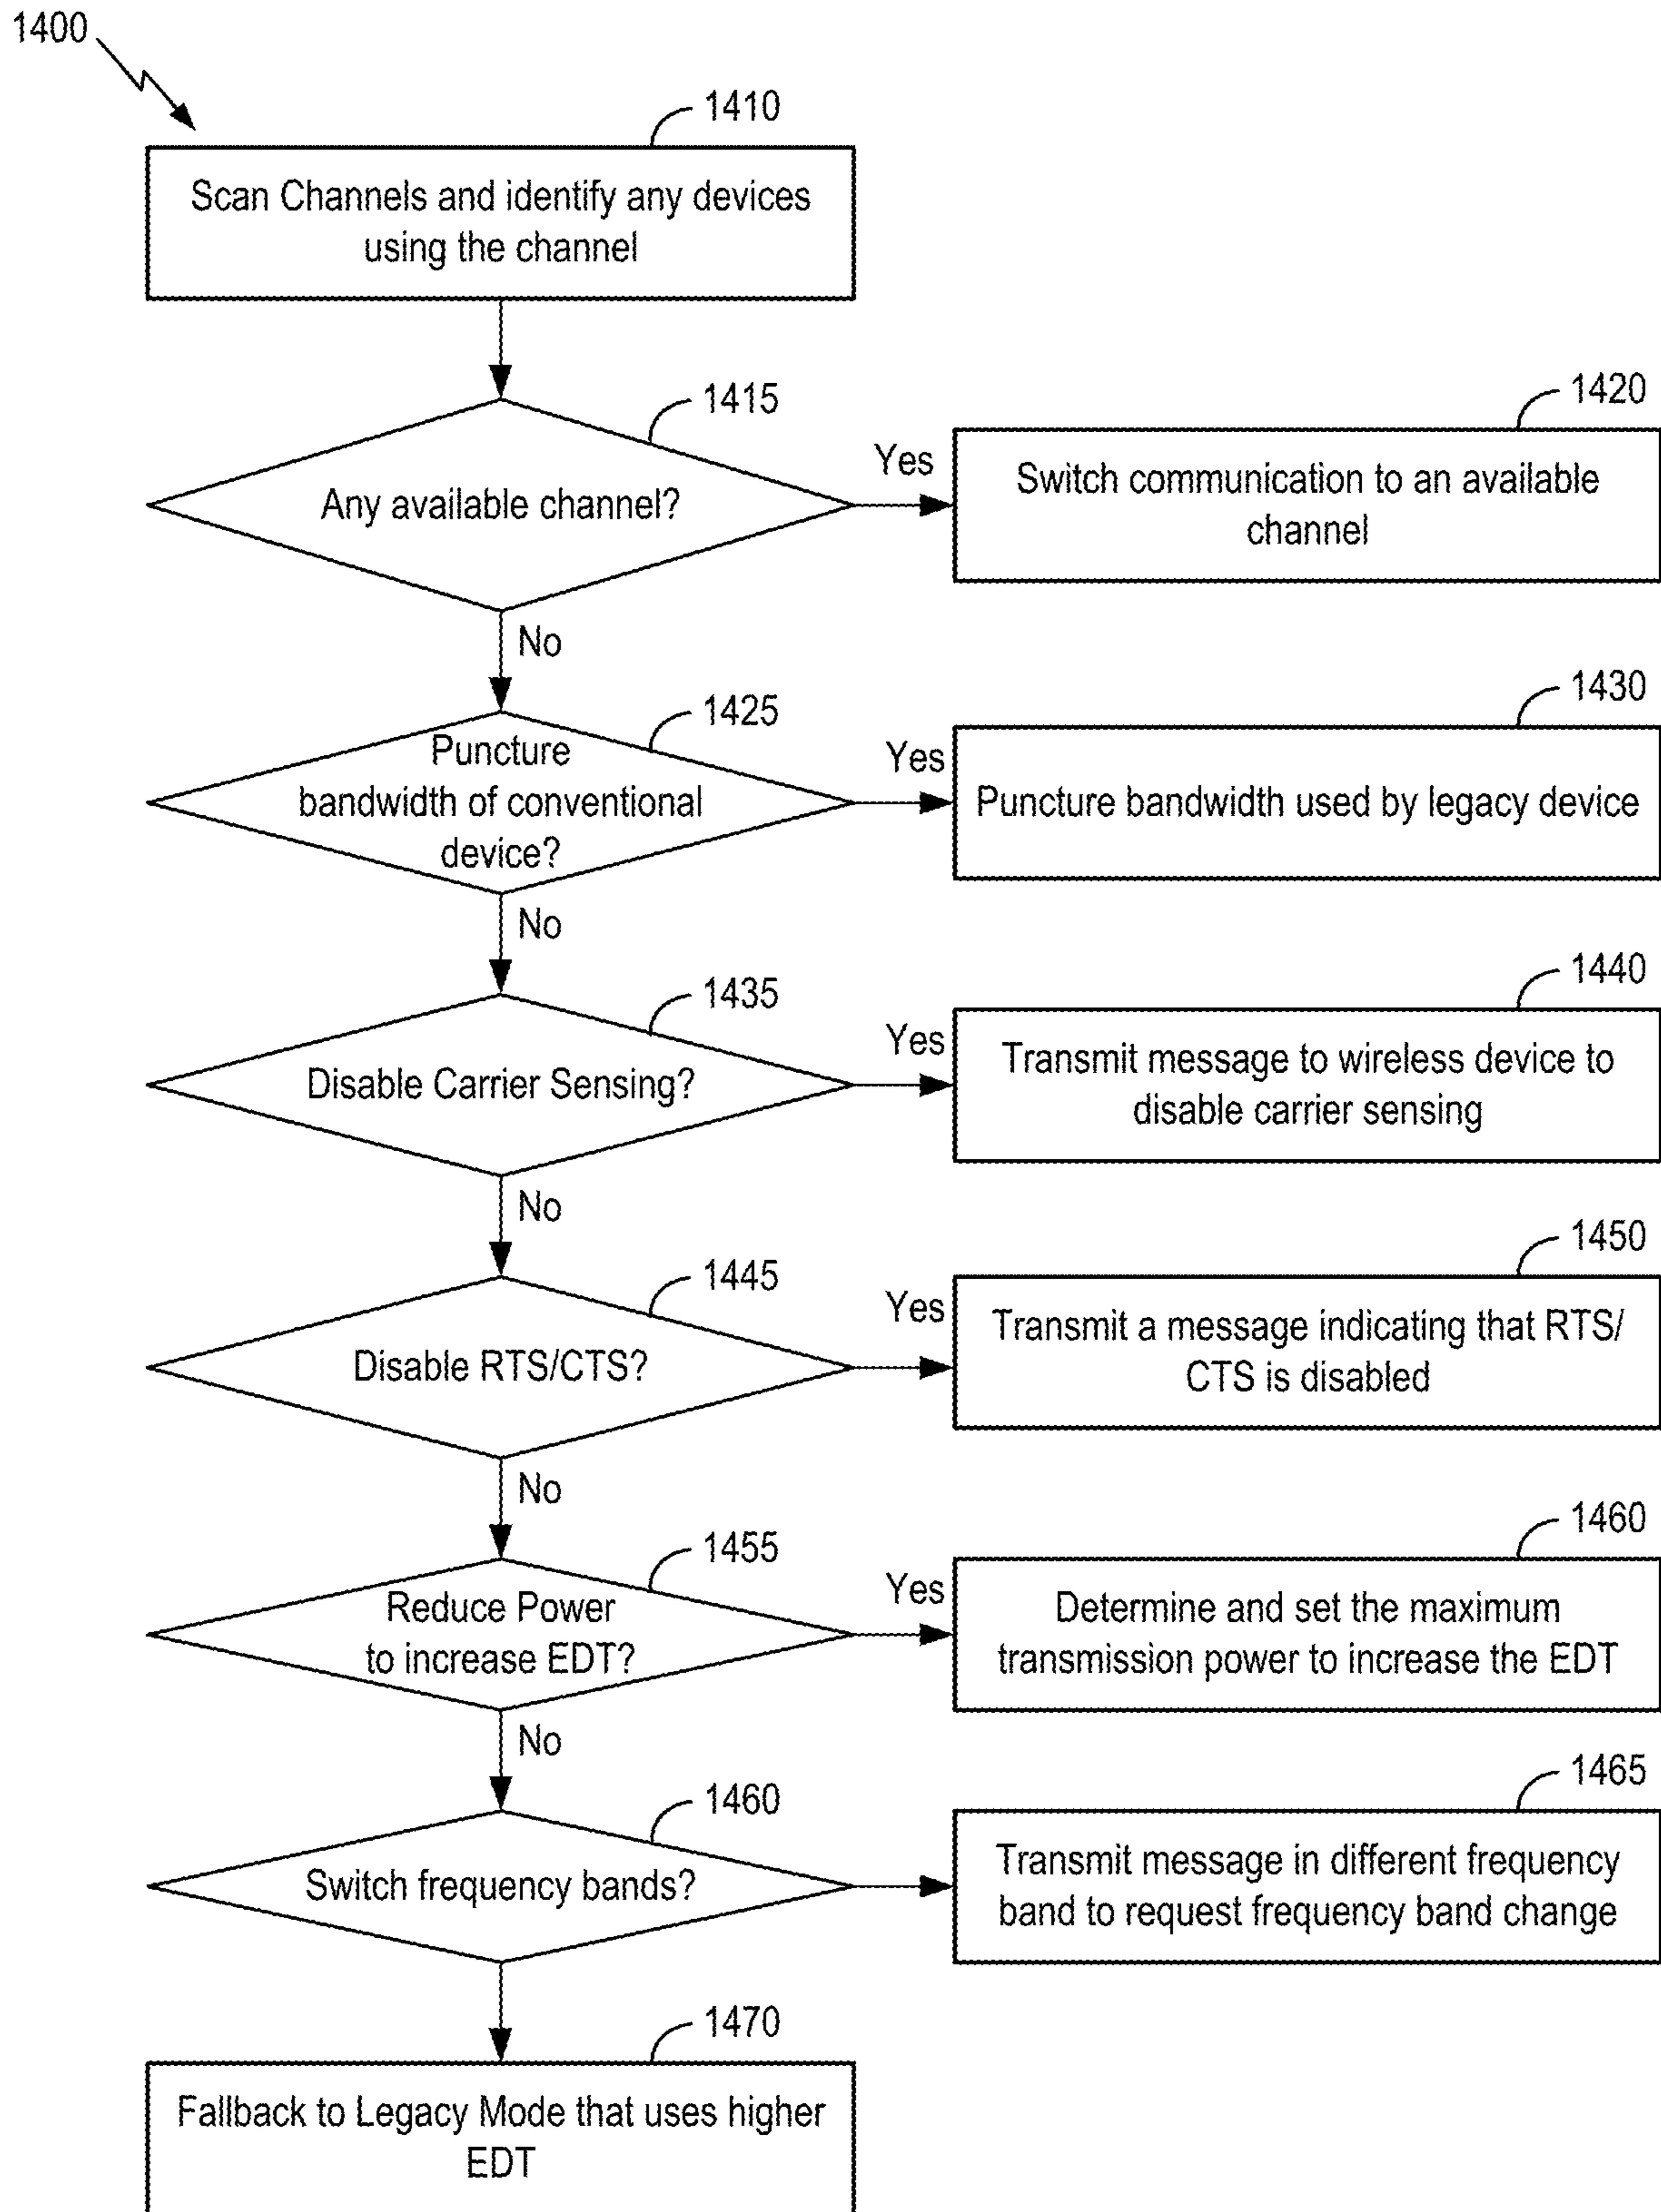 1400
1410
Scan Channels and identify any devices
using the channel
1415
Any available channel?
Yes
1420
Switch communication to an available
channel
No
1425
Puncture
bandwidth of conventional
device?
Yes
1430
Puncture bandwidth used by legacy device
No
1435
Disable Carrier Sensing?
Yes
1440
Transmit message to wireless device to
disable carrier sensing
No
1445
Disable RTS/CTS?
Yes
1450
Transmit a message indicating that RTS/
CTS is disabled
No
1455
Reduce Power
to increase EDT?
Yes
1460
Determine and set the maximum
transmission power to increase the EDT
No
1460
Switch frequency bands?
1465
Transmit message in different frequency
band to request frequency band change
1470
Fallback to Legacy Mode that uses higher
EDT